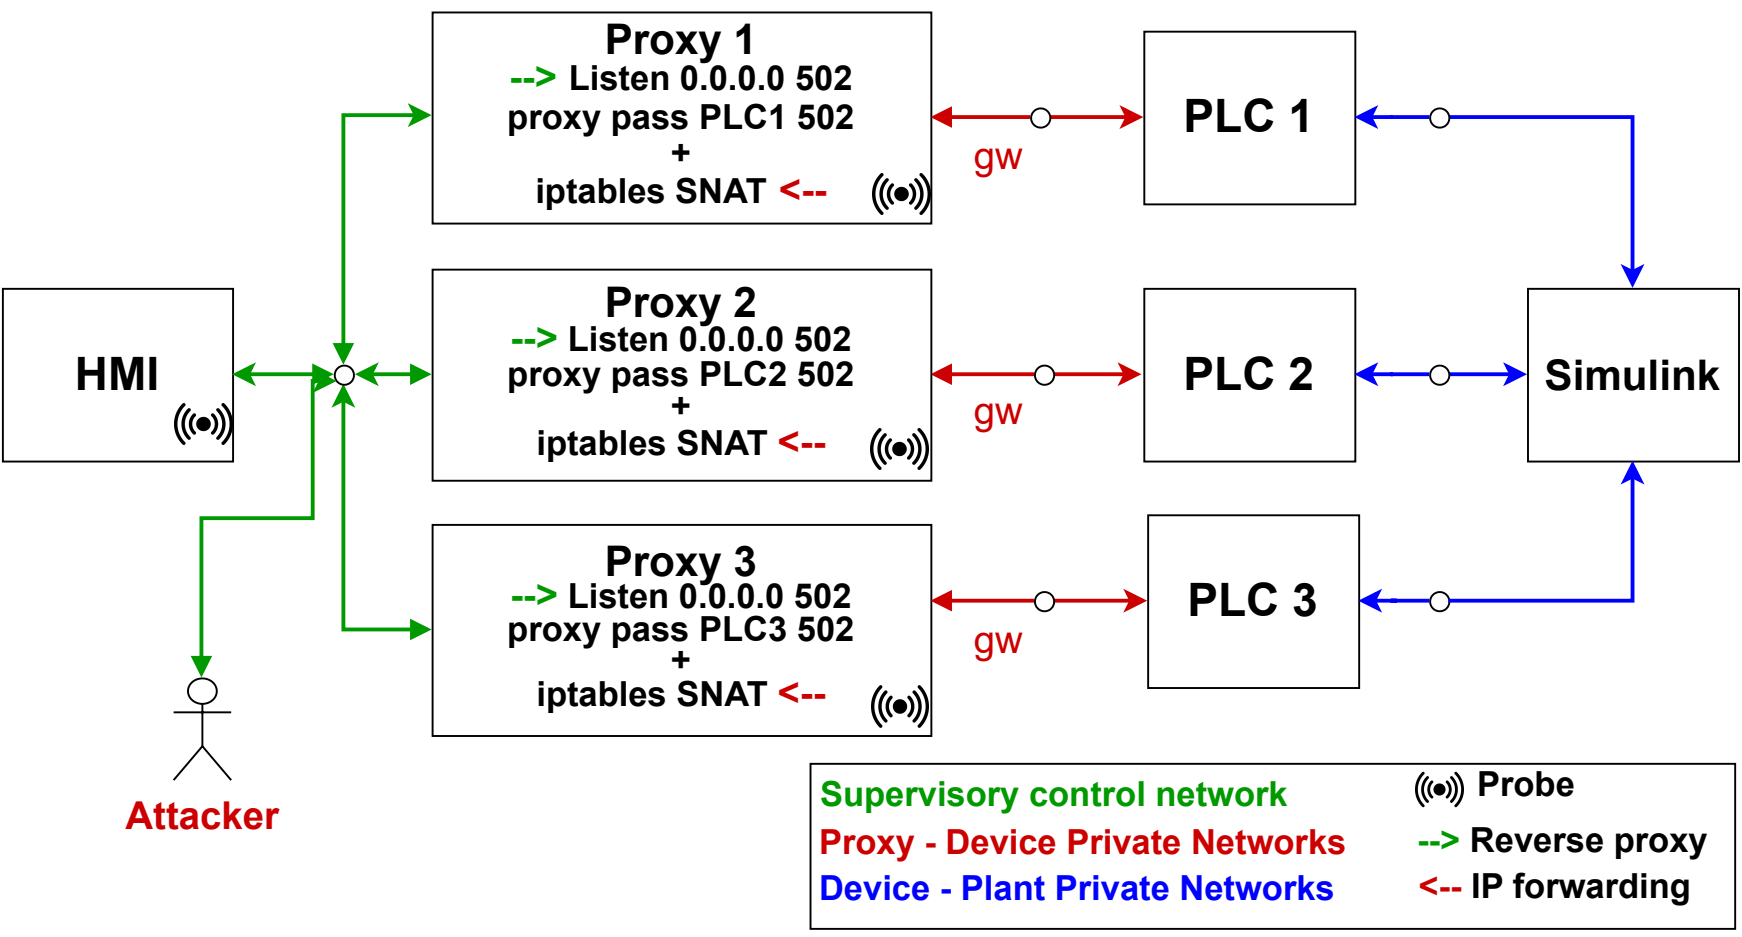 Proxy 1
--> Listen 0.0.0.0 502
proxy pass PLC1 502
+
iptables SNAT <--
gw
PLC 1
HMI
Proxy 2
--> Listen 0.0.0.0 502
proxy pass PLC2 502
+
iptables SNAT <--
gw
PLC 2
Simulink
Proxy 3
--> Listen 0.0.0.0 502
proxy pass PLC3 502
+
iptables SNAT <--
gw
PLC 3
Attacker
Supervisory control network
Proxy - Device Private Networks
Device - Plant Private Networks
Probe
--> Reverse proxy
<-- IP forwarding